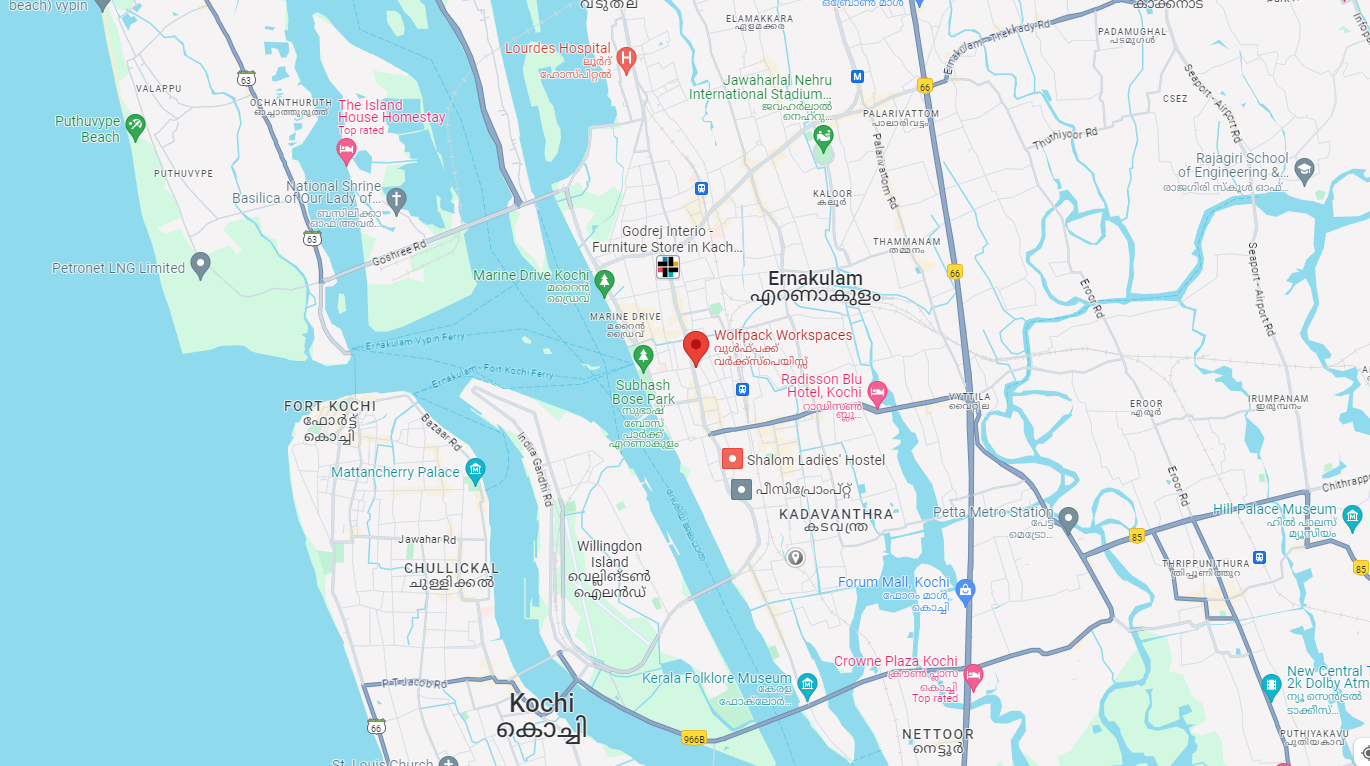 beach) vypin
വടുതല
ELAMAKKARA
എളമക്കര
ഒബ്രോൺ മാൾ
കാക്കനാട്
PADAMUGHAL
പടമുഗൾ
Ernakulam - Thekkady Rd
Lourdes Hospital
ലൂർദ്
ഹോസ്പിറ്റൽ
Jawaharlal Nehru
International Stadium...
ജവഹർലാൽ
നെഹ്റു...
M
66
63
VALAPPU
OCHANTHURUTH
ഓച്ചാന്തുരുത്ത്
The Island
House Homestay
Top rated
Puthuvype
Beach
PUTHUVYPE
PALARIVATTOM
പാലാരിവട്ടം
CSEZ
Seaport - Airport Rd
Thuthiyoor Rd
Palarivattom Rd
Rajagiri School
of Engineering &...
രാജഗിരി സ്കൂൾ ഓഫ്...
National Shrine
Basilica of Our Lady of...
ബസിലിക്കാ
ഓഫ് അവർ...
KALOOR
കലൂർ
63
Goshree Rd
Godrej Interio -
Furniture Store in Kach...
THAMMANAM
തമ്മനം
Petronet LNG Limited
Marine Drive Kochi
മറൈൻ
ഡ്രൈവ്
Ernakulam
എറണാകുളം
66
Eroor Rd
Seaport - Airport Rd
MARINE DRIVE
മറൈൻ
ഡ്രൈവ്
Ernakulam-Vypin Ferry
Wolfpack Workspaces
വുൾഫ്പക്ക്
വർക്ക്സ്പെയിസ്സ്
Ernakulam - Fort Kochi Ferry
Subhash
Bose Park
സുഭാഷ്
ബോസ്
പാർക്ക്
എറണാകുളം
Radisson Blu
Hotel, Kochi
റാഡിസൺ
ബ്ലൂ...
VYTTILA
വൈറ്റില
EROOR
എരൂർ
IRUMPANAM
ഇരുമ്പനം
FORT KOCHI
ഫോർട്ട്
കൊച്ചി
Bazaar Rd
Indira Gandhi Rd
Mattancherry Palace
Shalom Ladies' Hostel
പീസിപ്രോംപ്റ്റ്
ദേശീയ ജലപാത
KADAVANTHRA
കടവന്ത്ര
Petta Metro Station
പേട്ട
മെട്രോ...
Eroor Rd
Chithrapp
Hill Palace Museum
ഹിൽ പാലസ്
മ്യൂസിയം
85
Jawahar Rd
CHULLICKAL
ചുള്ളിക്കൽ
Willingdon
Island
വെല്ലിങ്ടൺ
ഐലൻഡ്
THRIPPUNITHURA
തൃപ്പൂണിത്തുറ
85
Forum Mall, Kochi
ഫോറം മാൾ,
കൊച്ചി
Crowne Plaza Kochi
ക്രൗൺപ്ലാസ
കൊച്ചി
Top rated
Kerala Folklore Museum
കേരള
ഫോക്‌ലോർ...
New Central T
2k Dolby Atm
ന്യൂ സെൻട്രൽ
ടാക്കീസ്...
P T Jacob Rd
Kochi
കൊച്ചി
66
966B
NETTOOR
നെട്ടൂർ
PUTHIYAKAVU
പുതിയകാവ്
St. Louis Church